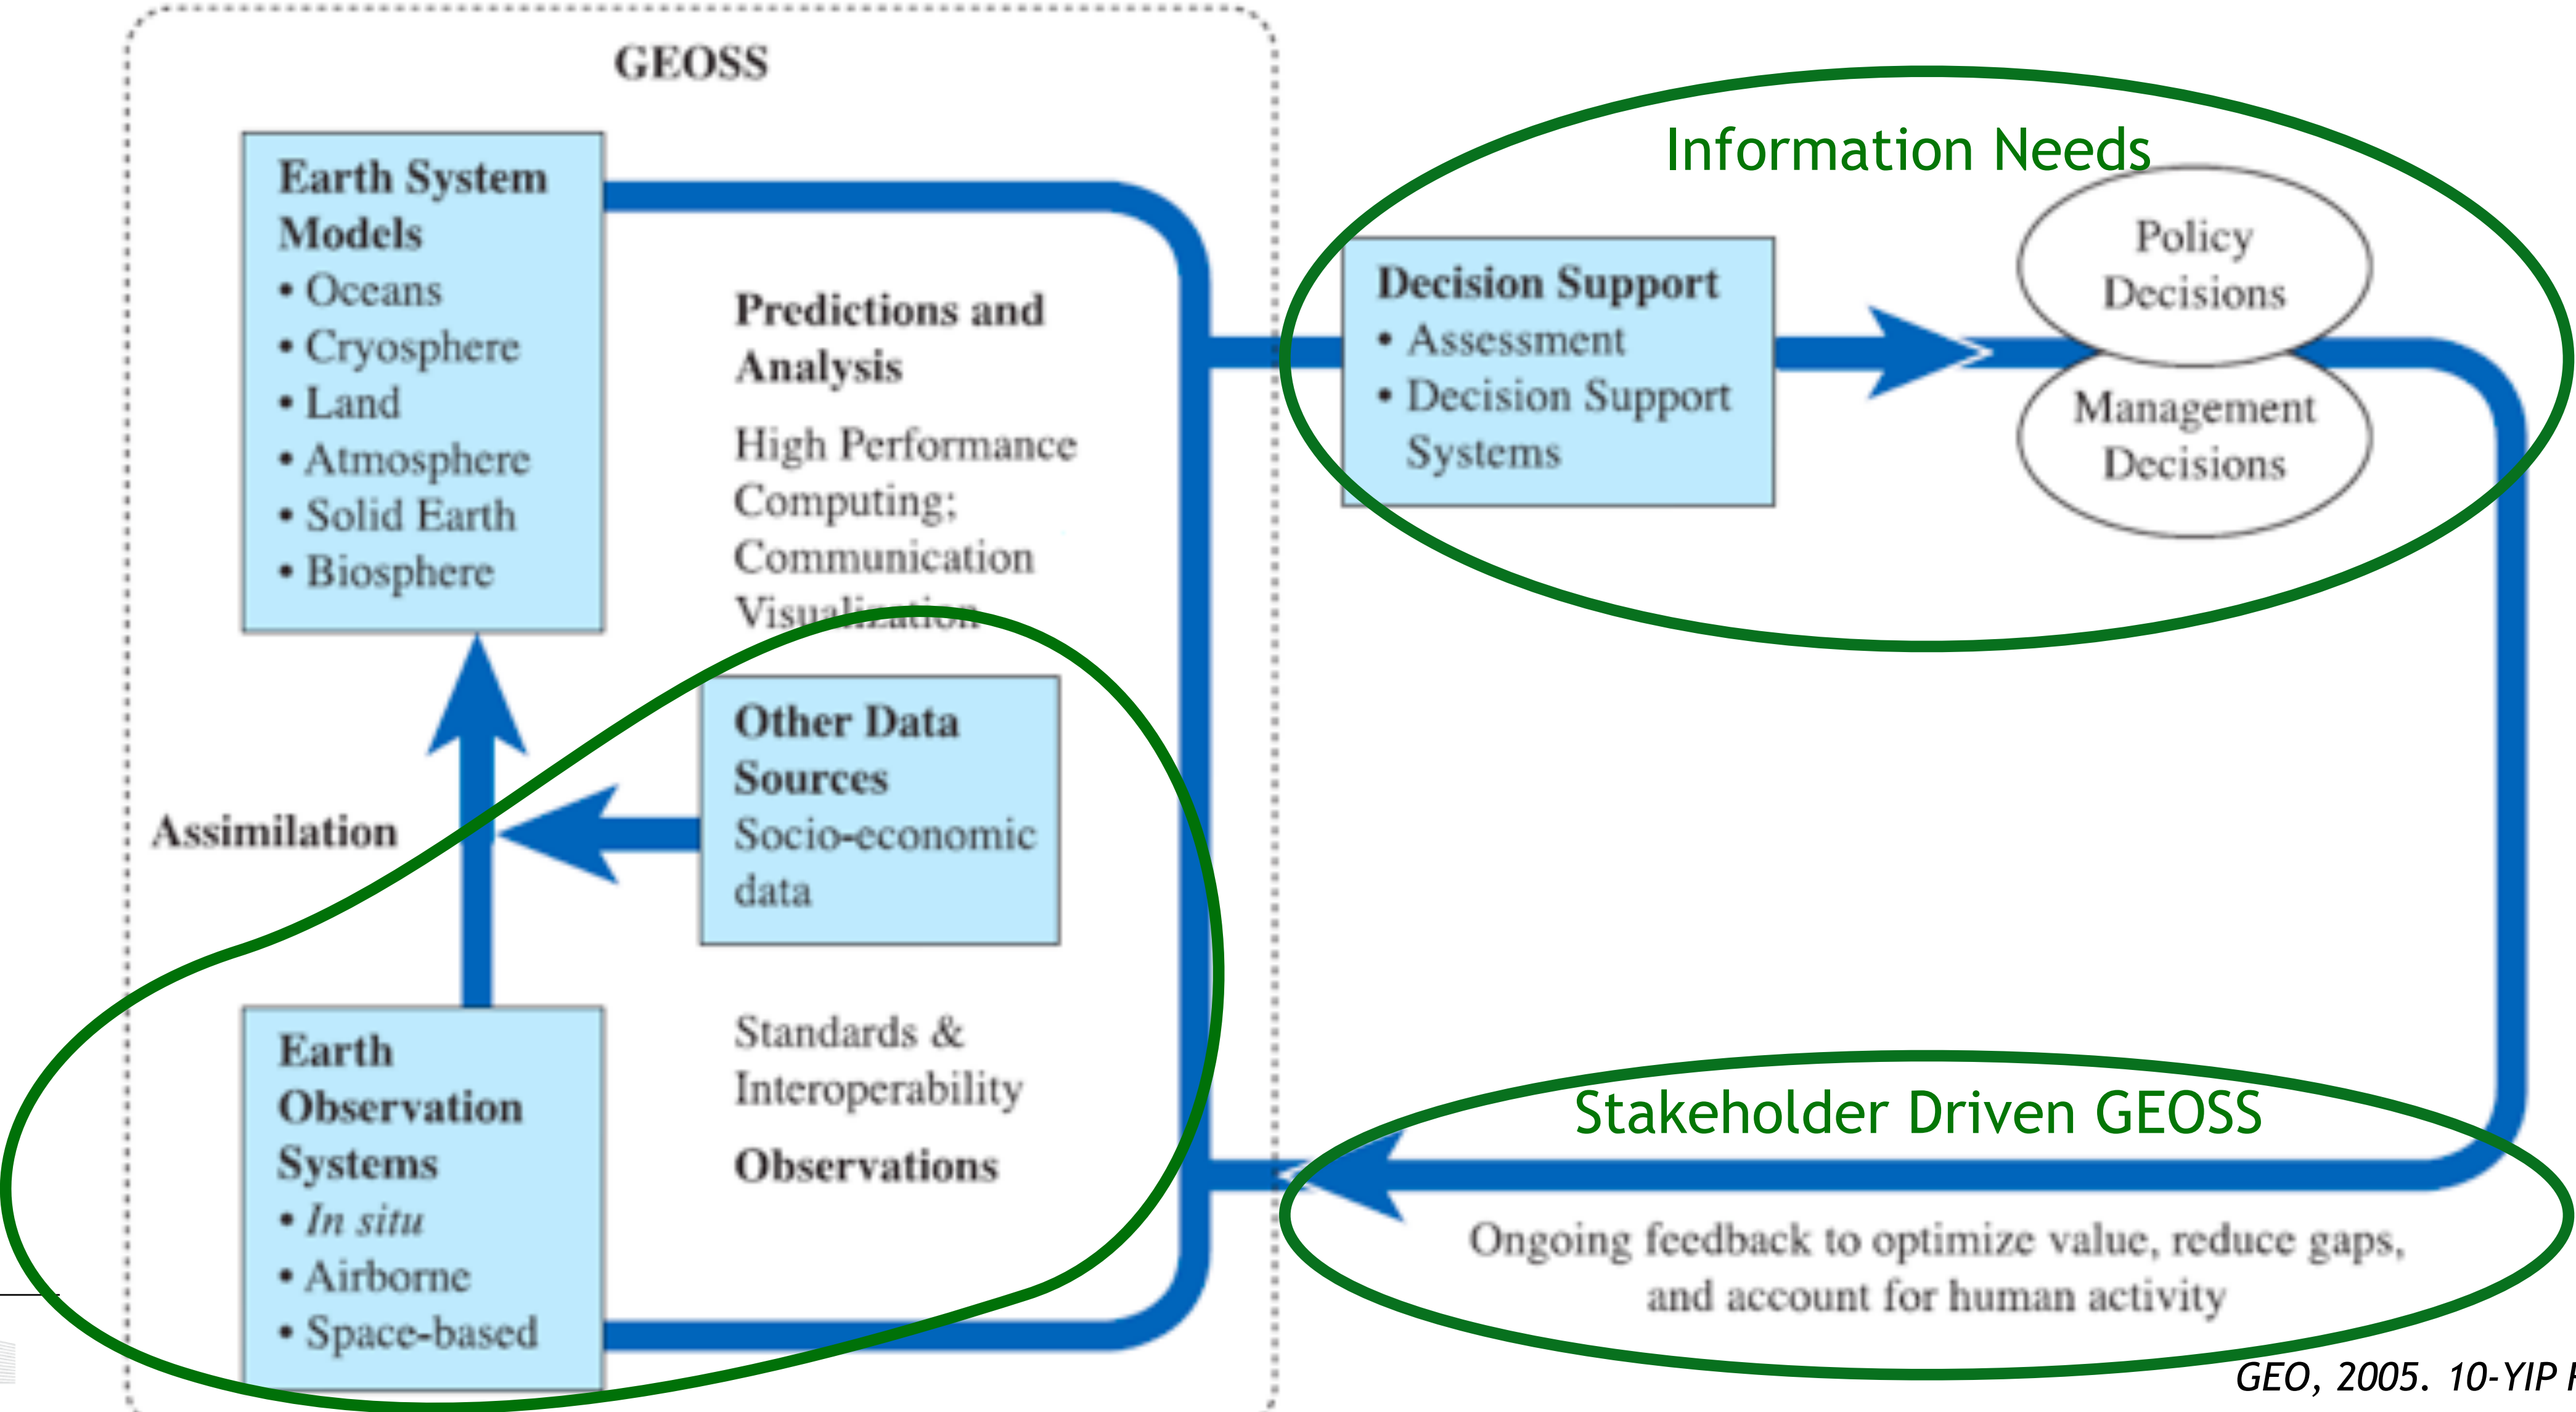 GEOSS
Earth System
Models
• Oceans
• Cryosphere
• Land
• Atmosphere
• Solid Earth
• Biosphere
Predictions and
Analysis
High Performance
Computing;
Communication
Visualization
Assimilation
Other Data
Sources
Socio-economic
data
Earth
Observation
Systems
• In situ
• Airborne
• Space-based
Standards &
Interoperability
Observations
Information Needs
Decision Support
• Assessment
• Decision Support
Systems
Policy
Decisions
Management
Decisions
Stakeholder Driven GEOSS
Ongoing feedback to optimize value, reduce gaps,
and account for human activity
GEO, 2005. 10-YIP